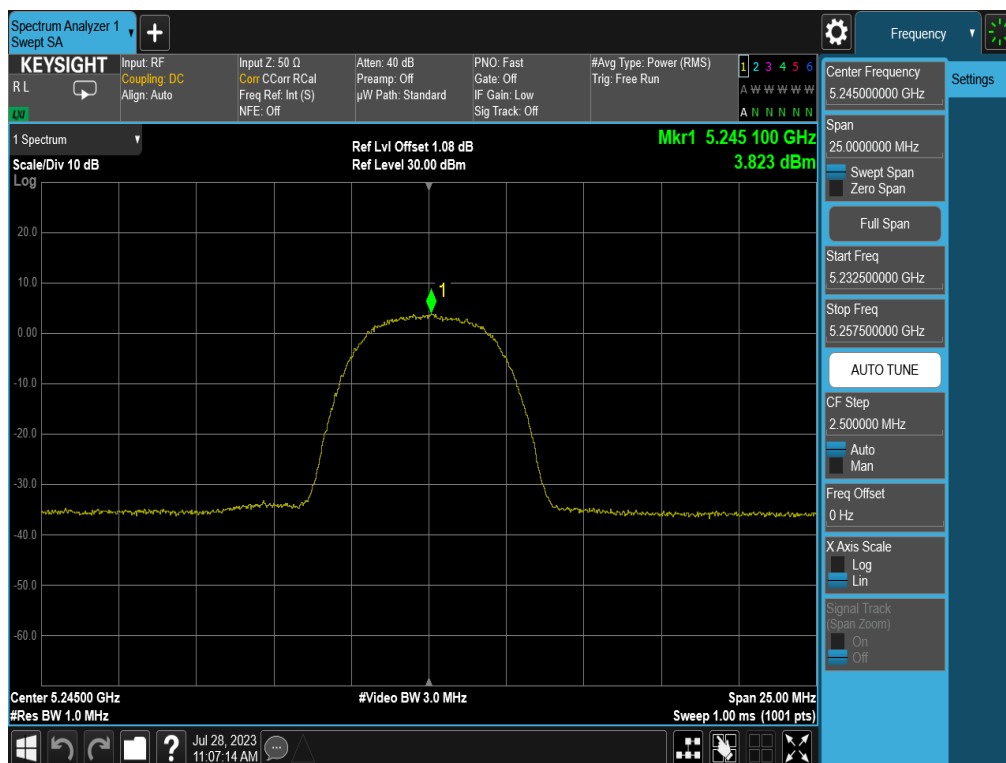 Spectrum Analyzer 1
Swept SA
Frequency
KEYSIGHT
R L
LXI
Input: RF
Coupling: DC
Align: Auto
Input Z: 50 Ω
Corr CCorr RCal
Freq Ref: Int (S)
NFE: Off
Atten: 40 dB
Preamp: Off
µW Path: Standard
PNO: Fast
Gate: Off
IF Gain: Low
Sig Track: Off
#Avg Type: Power (RMS)
Trig: Free Run
1 2 3 4 5 6
A W W W W W
A N N N N N
1 Spectrum
Scale/Div 10 dB
Log
Ref Lvl Offset 1.08 dB
Ref Level 30.00 dBm
Mkr1 5.245 100 GHz
3.823 dBm
20.0
10.0
0.00
-10.0
-20.0
-30.0
-40.0
-50.0
-60.0
1
Center 5.24500 GHz
#Res BW 1.0 MHz
#Video BW 3.0 MHz
Span 25.00 MHz
Sweep 1.00 ms (1001 pts)
Center Frequency
5.245000000 GHz
Settings
Span
25.0000000 MHz
Swept Span
Zero Span
Full Span
Start Freq
5.232500000 GHz
Stop Freq
5.257500000 GHz
AUTO TUNE
CF Step
2.500000 MHz
Auto
Man
Freq Offset
0 Hz
X Axis Scale
Log
Lin
Signal Track
(Span Zoom)
On
Off
?
Jul 28, 2023
11:07:14 AM